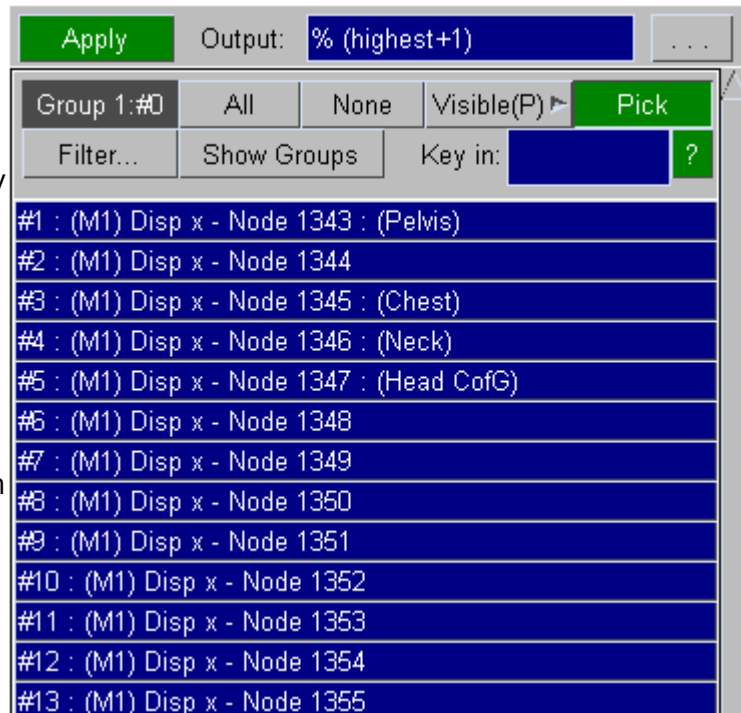 Apply Output: % (highest+1) ...
Group 1:#0 All None Visible(P) Pick
Filter... Show Groups Key in: ?
y
#1 : (M1) Disp x - Node 1343 : (Pelvis)
#2 : (M1) Disp x - Node 1344
#3 : (M1) Disp x - Node 1345 : (Chest)
#4 : (M1) Disp x - Node 1346 : (Neck)
#5 : (M1) Disp x - Node 1347 : (Head CofG)
#6 : (M1) Disp x - Node 1348
#7 : (M1) Disp x - Node 1349
n
#8 : (M1) Disp x - Node 1350
#9 : (M1) Disp x - Node 1351
#10 : (M1) Disp x - Node 1352
#11 : (M1) Disp x - Node 1353
#12 : (M1) Disp x - Node 1354
#13 : (M1) Disp x - Node 1355